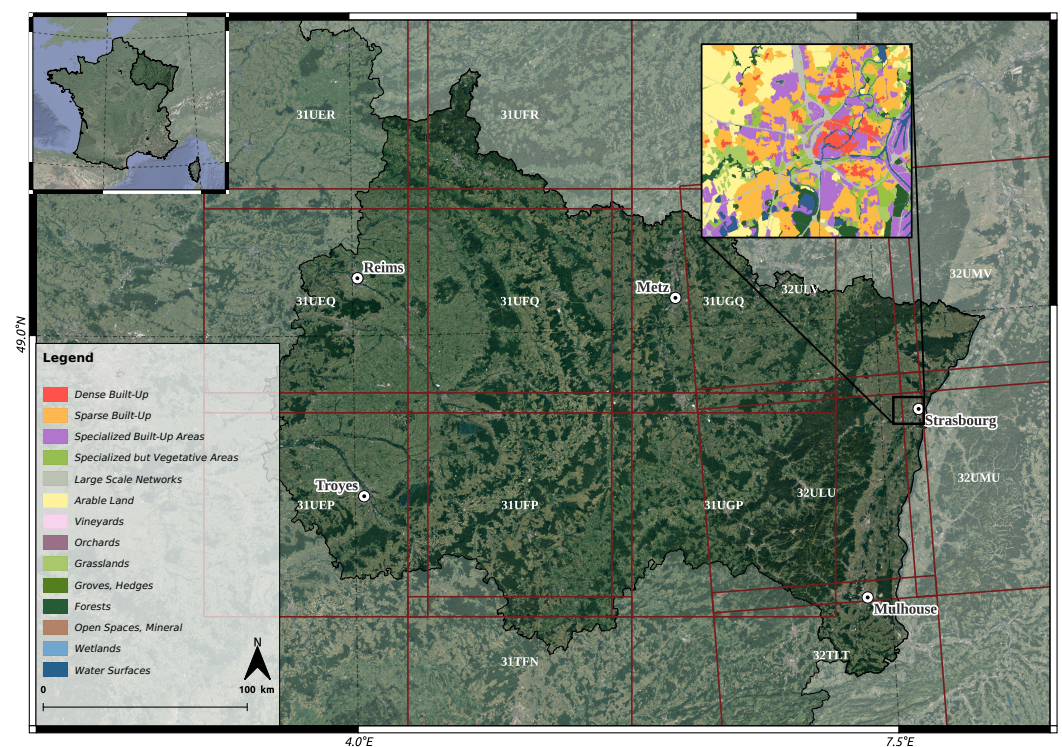 31UER
31UFR
32UMV
Reims
Metz
32ULV
31UEQ
31UFQ
31UGQ
49.0°N
Legend
Dense Built-Up
Sparse Built-Up
Specialized Built-Up Areas
Specialized but Vegetative Areas
Large Scale Networks
Arable Land
Vineyards
Orchards
Grasslands
Groves, Hedges
Forests
Open Spaces, Mineral
Wetlands
Water Surfaces
N
0 100 km
Strasbourg
32UMU
Troyes
31UEP
31UFP
31UGP
32ULU
Mulhouse
31TFN
32TLT
4.0°E
7.5°E